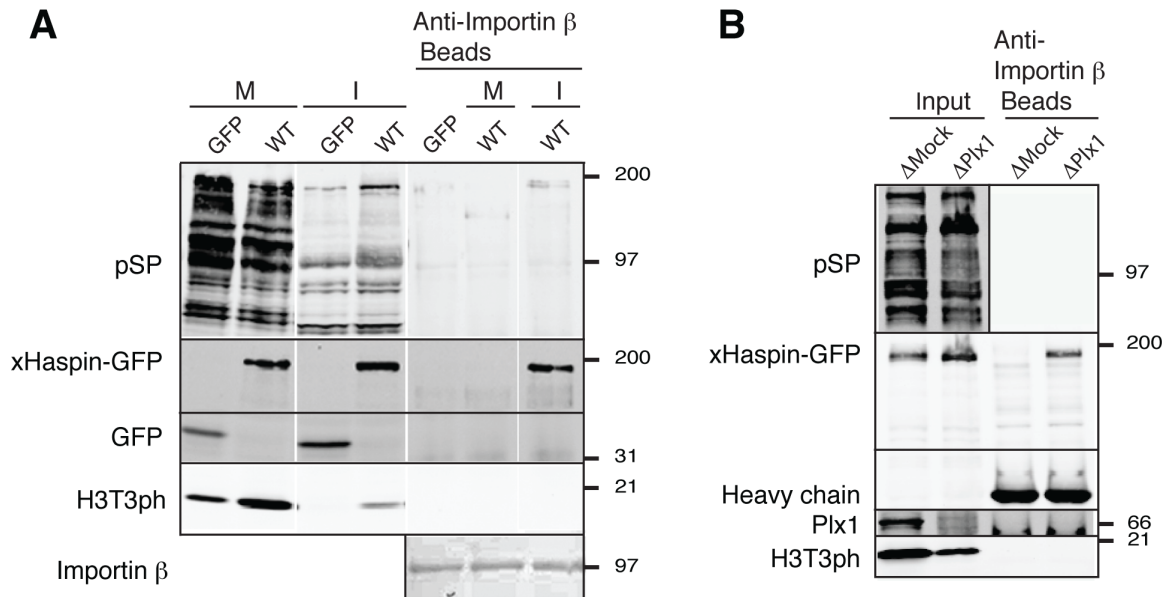 A
Anti-Importin β
Beads
M
I
M
I
GFP
WT
GFP
WT
GFP
WT
WT
pSP
200
97
xHaspin-GFP
200
GFP
31
H3T3ph
21
Importin β
97
B
Anti-
Importin β
Input
Beads
ΔMock
ΔPlx1
ΔMock
ΔPlx1
pSP
97
xHaspin-GFP
200
Heavy chain
Plx1
66
21
H3T3ph